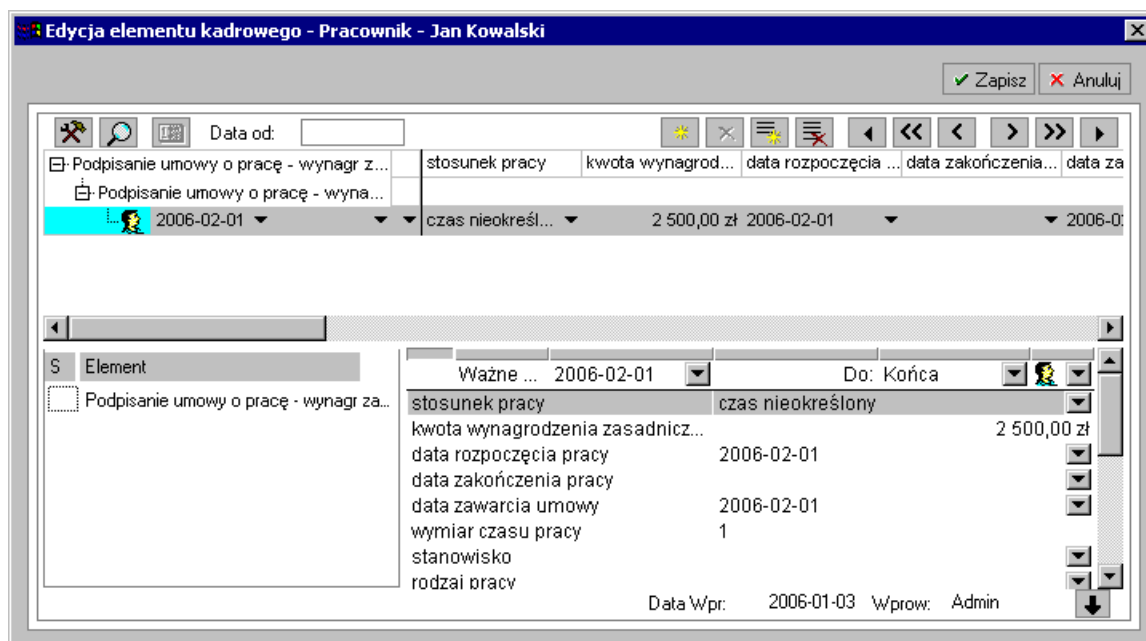 Edycja elementu kadrowego - Pracownik - Jan Kowalski
Zapisz Anuluj
Data od:
Podpisanie umowy o pracę - wynagr z... stosunek pracy kwota wynagrod... data rozpoczęcia ... data zakończenia... data za
Podpisanie umowy o pracę - wyna...
2006-02-01 czas nieokreśl... 2 500,00 zł 2006-02-01 2006-0
S Element
Podpisanie umowy o pracę - wynagr za...
Ważne ... 2006-02-01 Do: Końca
stosunek pracy czas nieokreślony
kwota wynagrodzenia zasadnicz... 2 500,00 zł
data rozpoczęcia pracy 2006-02-01
data zakończenia pracy
data zawarcia umowy 2006-02-01
wymiar czasu pracy 1
stanowisko
rodzaj pracy
Data Wpr: 2006-01-03 Wprow: Admin